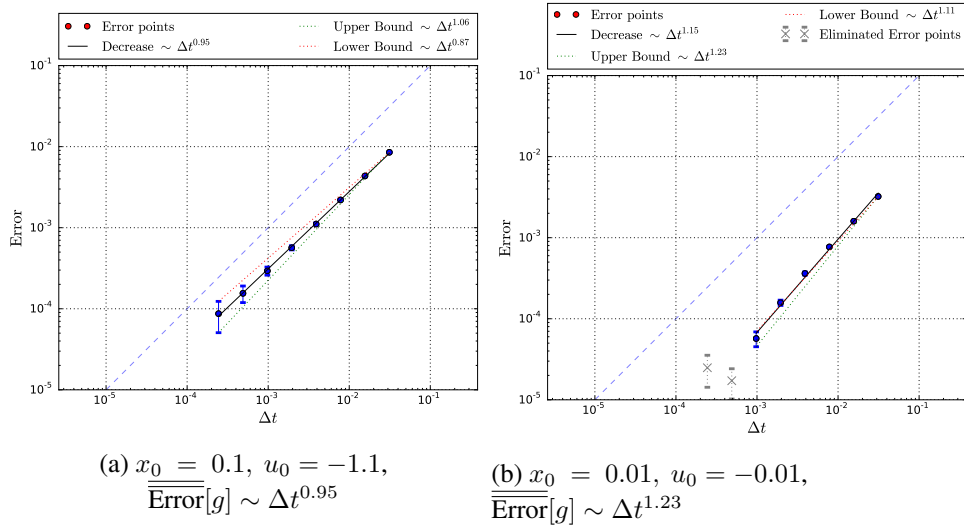 Error points
Decrease ~ Δt^0.95
Upper Bound ~ Δt^1.06
Lower Bound ~ Δt^0.87
10^-1
10^-2
10^-3
10^-4
10^-5
Error
10^-5 10^-4 10^-3 10^-2 10^-1
Δt
(a) x_0 = 0.1, u_0 = −1.1,
Error[g] ∼ Δt^0.95
Error points
Decrease ~ Δt^1.15
Upper Bound ~ Δt^1.23
Lower Bound ~ Δt^1.11
Eliminated Error points
10^-1
10^-2
10^-3
10^-4
10^-5
Error
10^-5 10^-4 10^-3 10^-2 10^-1
Δt
(b) x_0 = 0.01, u_0 = −0.01,
Error[g] ∼ Δt^1.23